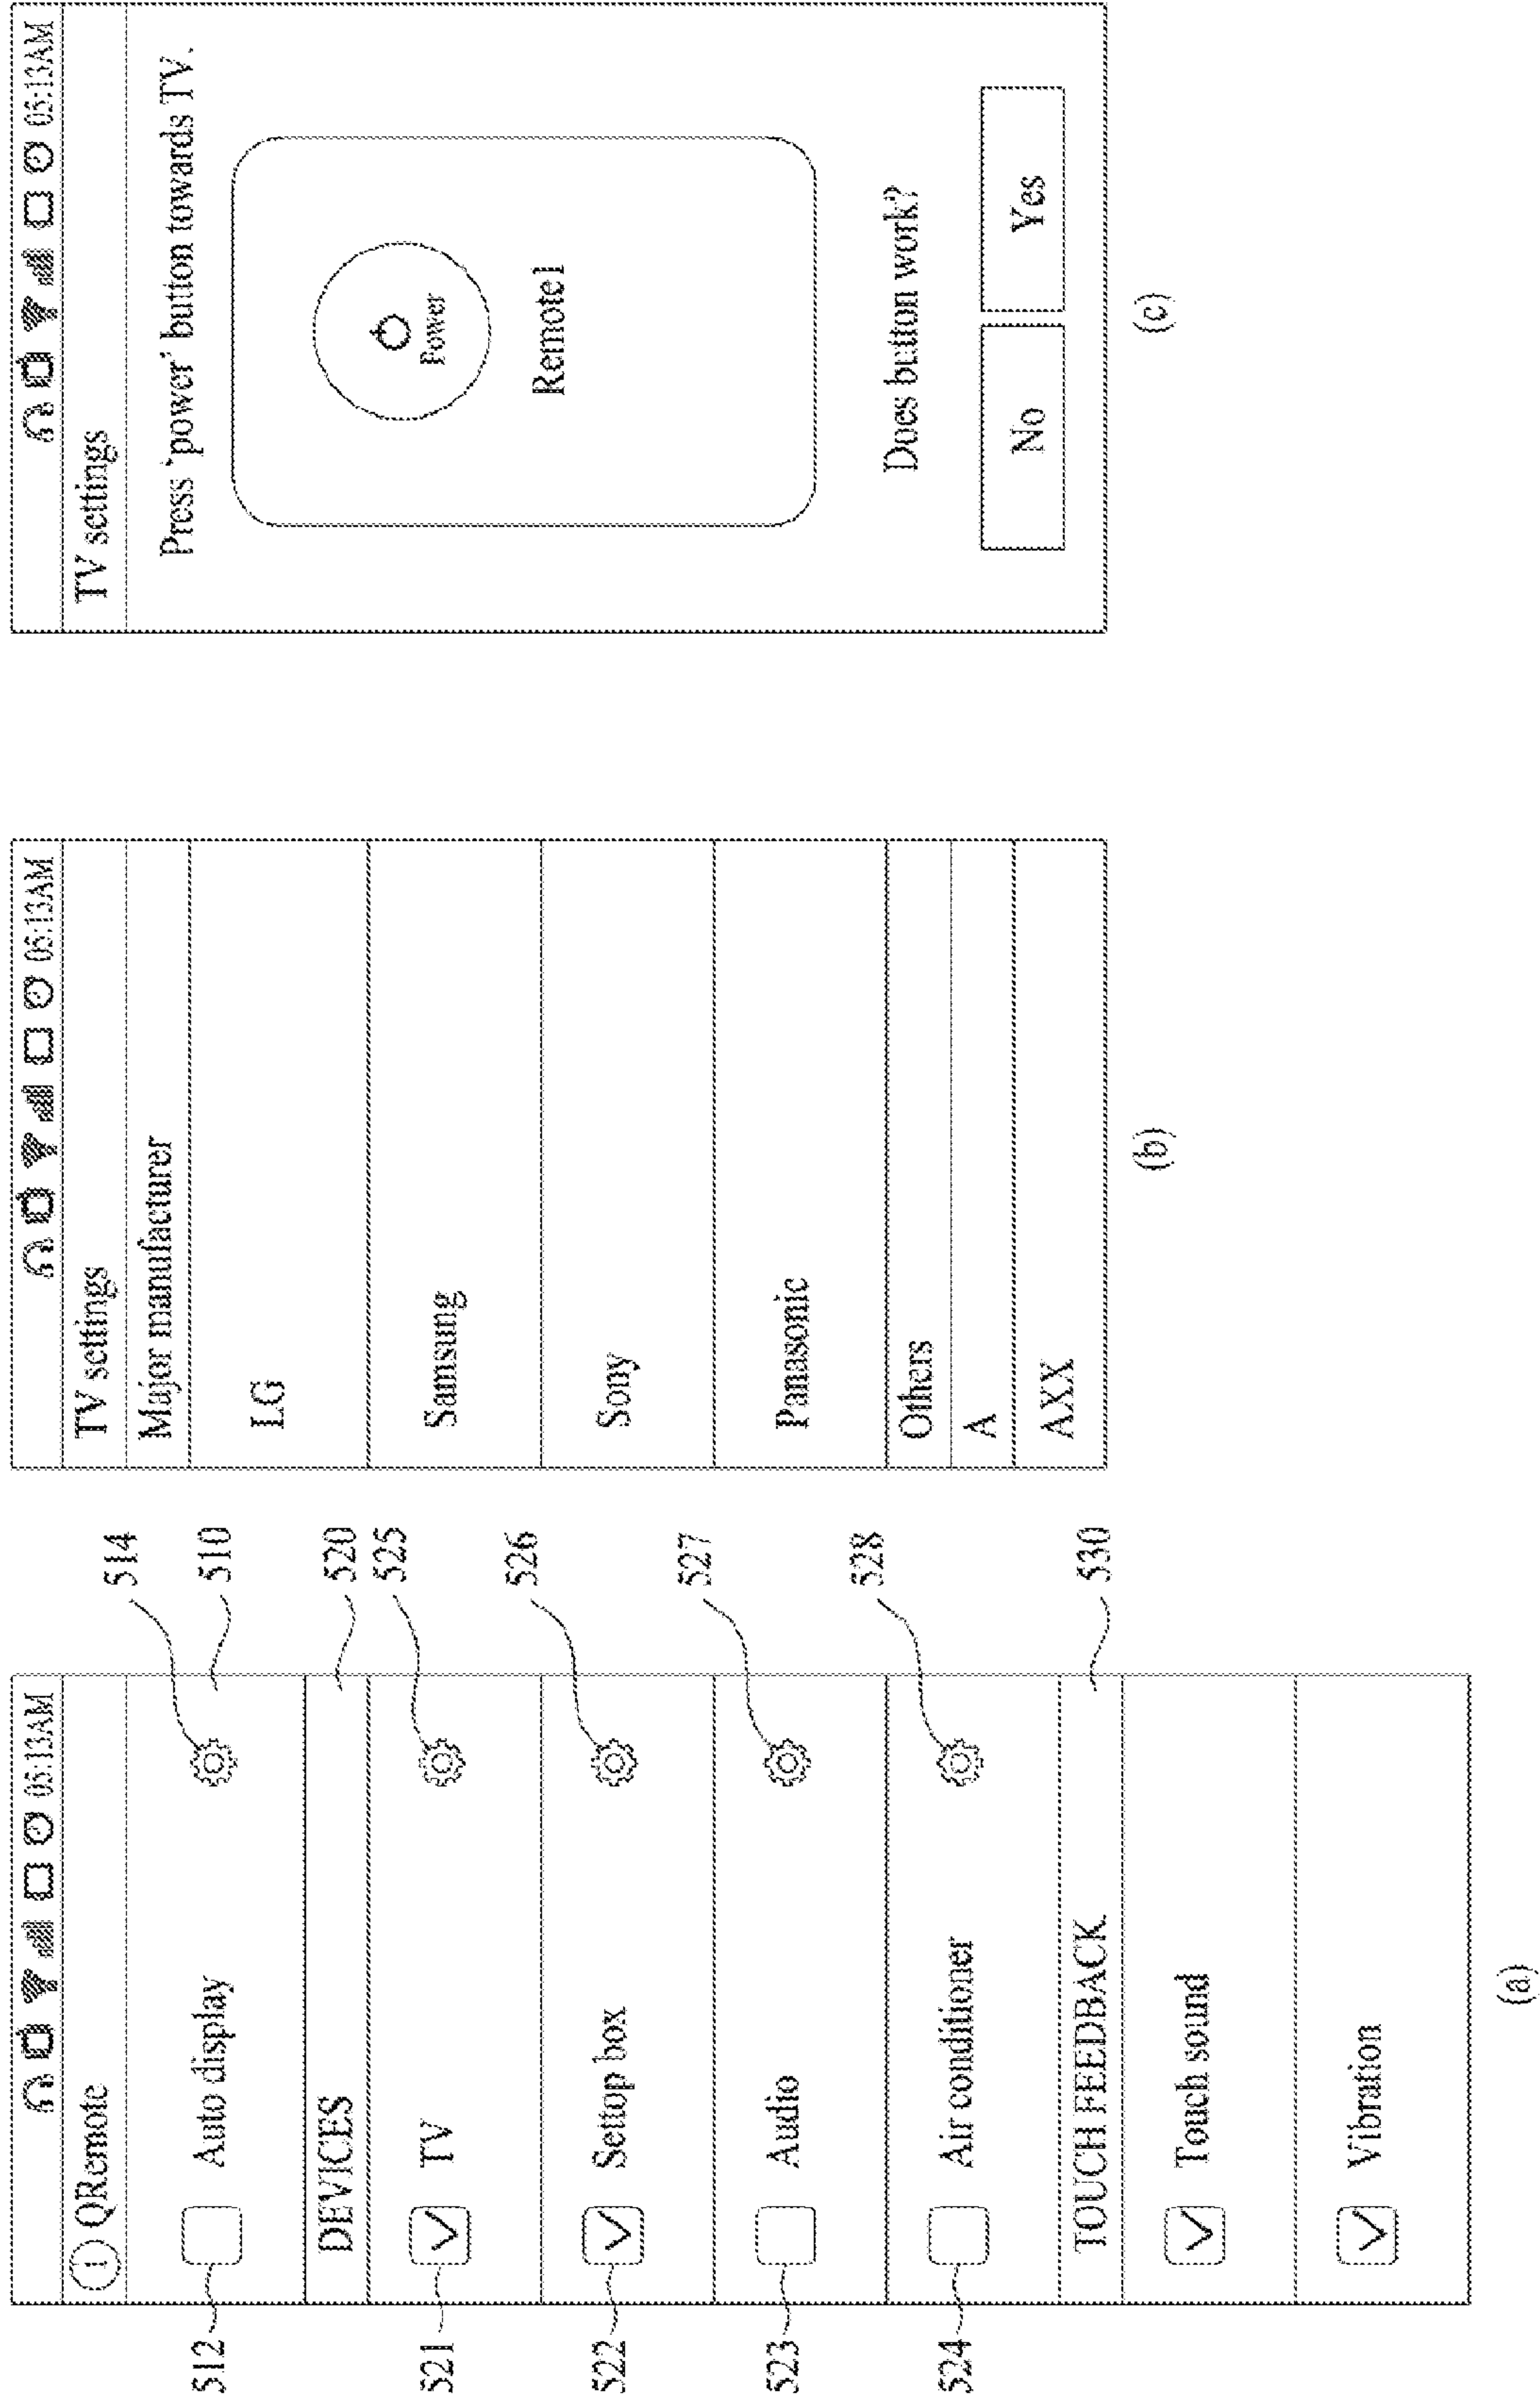 05:13AM
1 QRemote
514
512 Auto display
510
DEVICES
520
521 TV
525
522 Settop box
526
523 Audio
527
524 Air conditioner
528
TOUCH FEEDBACK
530
Touch sound
Vibration
(a)
05:13AM
TV settings
Major manufacturer
LG
Samsung
Sony
Panasonic
Others
A
AXX
(b)
05:13AM
TV settings
Press 'power' button towards TV.
Power
Remote1
Does button work?
No Yes
(c)